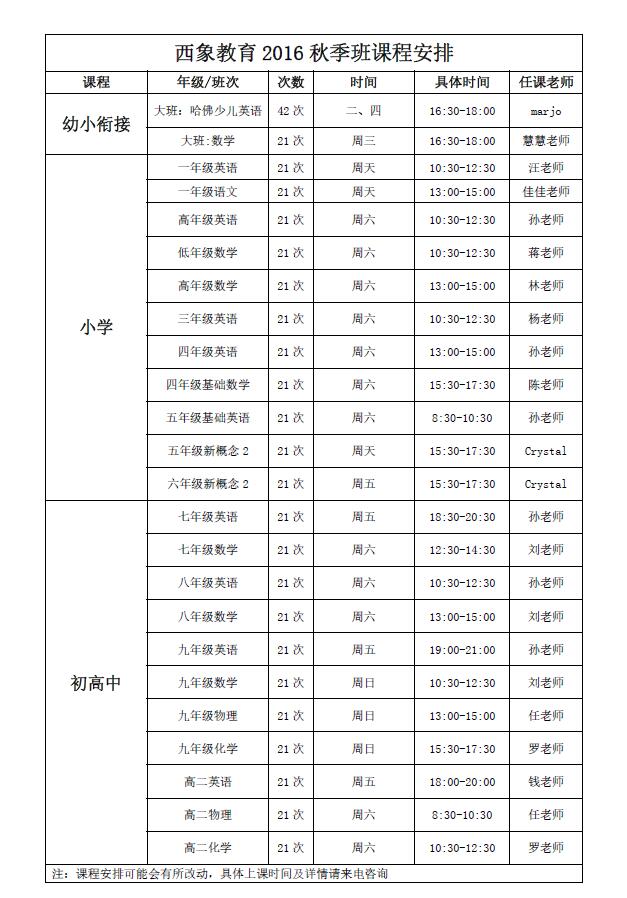 西象教育 2016 秋季班课程安排
课程 年级/班次 次数 时间 具体时间 任课老师
幼小衔接
大班：哈佛少儿英语 42 次 二、四 16:30-18:00 marjo
大班:数学 21 次 周三 16:30-18:00 慧慧老师
小学
一年级英语 21 次 周天 10:30-12:30 汪老师
一年级语文 21 次 周天 13:00-15:00 佳佳老师
高年级英语 21 次 周六 10:30-12:30 孙老师
低年级数学 21 次 周六 10:30-12:30 蒋老师
高年级数学 21 次 周六 13:00-15:00 林老师
三年级英语 21 次 周六 10:30-12:30 杨老师
四年级英语 21 次 周六 13:00-15:00 孙老师
四年级基础数学 21 次 周六 15:30-17:30 陈老师
五年级基础英语 21 次 周六 8:30-10:30 孙老师
五年级新概念 2 21 次 周天 15:30-17:30 Crystal
六年级新概念 2 21 次 周五 15:30-17:30 Crystal
初高中
七年级英语 21 次 周五 18:30-20:30 孙老师
七年级数学 21 次 周六 12:30-14:30 刘老师
八年级英语 21 次 周六 10:30-12:30 孙老师
八年级数学 21 次 周六 13:00-15:00 刘老师
九年级英语 21 次 周五 19:00-21:00 孙老师
九年级数学 21 次 周日 10:30-12:30 刘老师
九年级物理 21 次 周日 13:00-15:00 任老师
九年级化学 21 次 周日 15:30-17:30 罗老师
高二英语 21 次 周五 18:00-20:00 钱老师
高二物理 21 次 周六 8:30-10:30 任老师
高二化学 21 次 周六 10:30-12:30 罗老师
注：课程安排可能会有所改动，具体上课时间及详情请来电咨询